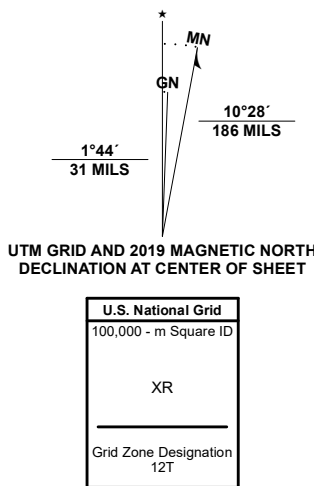 ★
MN
GN
10°28´
186 MILS
1°44´
31 MILS
UTM GRID AND 2019 MAGNETIC NORTH
DECLINATION AT CENTER OF SHEET
U.S. National Grid
100,000 - m Square ID
XR
Grid Zone Designation
12T